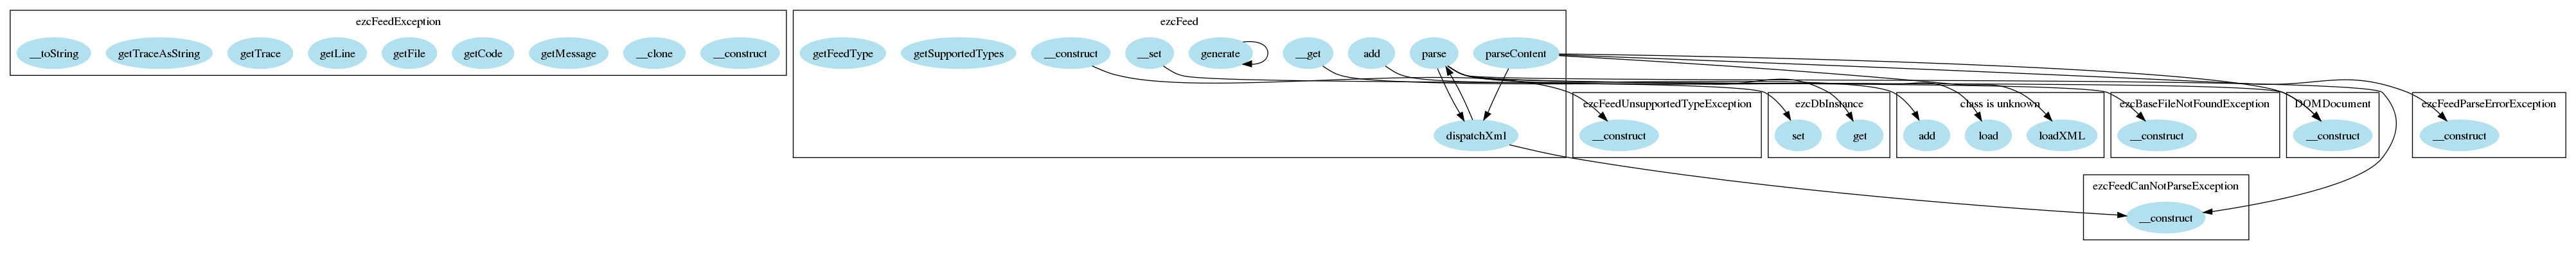 ezcFeedException
__toString
getTraceAsString
getTrace
getLine
getFile
getCode
getMessage
__clone
__construct
ezcFeed
getFeedType
getSupportedTypes
__construct
__set
generate
__get
add
parse
parseContent
dispatchXml
ezcFeedUnsupportedTypeException
__construct
ezcDbInstance
set
get
class is unknown
add
load
loadXML
ezcBaseFileNotFoundException
__construct
DOMDocument
__construct
ezcFeedParseErrorException
__construct
ezcFeedCanNotParseException
__construct